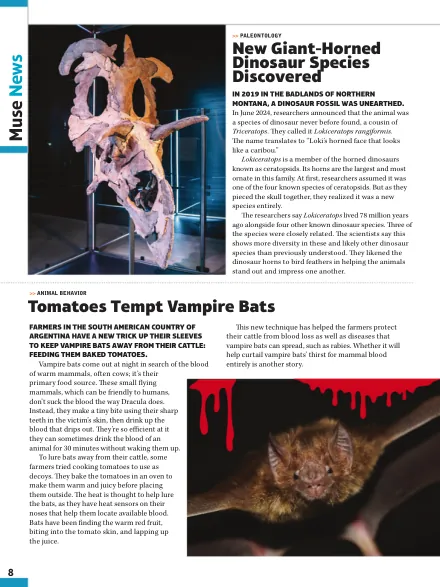 Muse News
>> PALEONTOLOGY
New Giant-Horned
Dinosaur Species
Discovered
IN 2019 IN THE BADLANDS OF NORTHERN
MONTANA, A DINOSAUR FOSSIL WAS UNEARTHED.
In June 2024, researchers announced that the animal was
a species of dinosaur never before found, a cousin of
Triceratops. They called it Lokiceratops rangiformis.
The name translates to "Loki's horned face that looks
like a caribou."
Lokiceratops is a member of the horned dinosaurs
known as ceratopsids. Its horns are the largest and most
ornate in this family. At first, researchers assumed it was
one of the four known species of ceratopsids. But as they
pieced the skull together, they realized it was a new
species entirely.
The researchers say Lokiceratops lived 78 million years
ago alongside four other known dinosaur species. Three of
the species were closely related. The scientists say this
shows more diversity in these and likely other dinosaur
species than previously understood. They likened the
dinosaur horns to bird feathers in helping the animals
stand out and impress one another.
>> ANIMAL BEHAVIOR
Tomatoes Tempt Vampire Bats
FARMERS IN THE SOUTH AMERICAN COUNTRY OF
ARGENTINA HAVE A NEW TRICK UP THEIR SLEEVES
TO KEEP VAMPIRE BATS AWAY FROM THEIR CATTLE:
FEEDING THEM BAKED TOMATOES.
Vampire bats come out at night in search of the blood
of warm mammals, often cows; it's their
primary food source. These small flying
mammals, which can be friendly to humans,
don't suck the blood the way Dracula does.
Instead, they make a tiny bite using their sharp
teeth in the victim's skin, then drink up the
blood that drips out. They're so efficient at it
they can sometimes drink the blood of an
animal for 30 minutes without waking them up.
To lure bats away from their cattle, some
farmers tried cooking tomatoes to use as
decoys. They bake the tomatoes in an oven to
make them warm and juicy before placing
them outside. The heat is thought to help lure
the bats, as they have heat sensors on their
noses that help them locate available blood.
Bats have been finding the warm red fruit,
biting into the tomato skin, and lapping up
the juice.
This new technique has helped the farmers protect
their cattle from blood loss as well as diseases that
vampire bats can spread, such as rabies. Whether it will
help curtail vampire bats' thirst for mammal blood
entirely is another story.
8